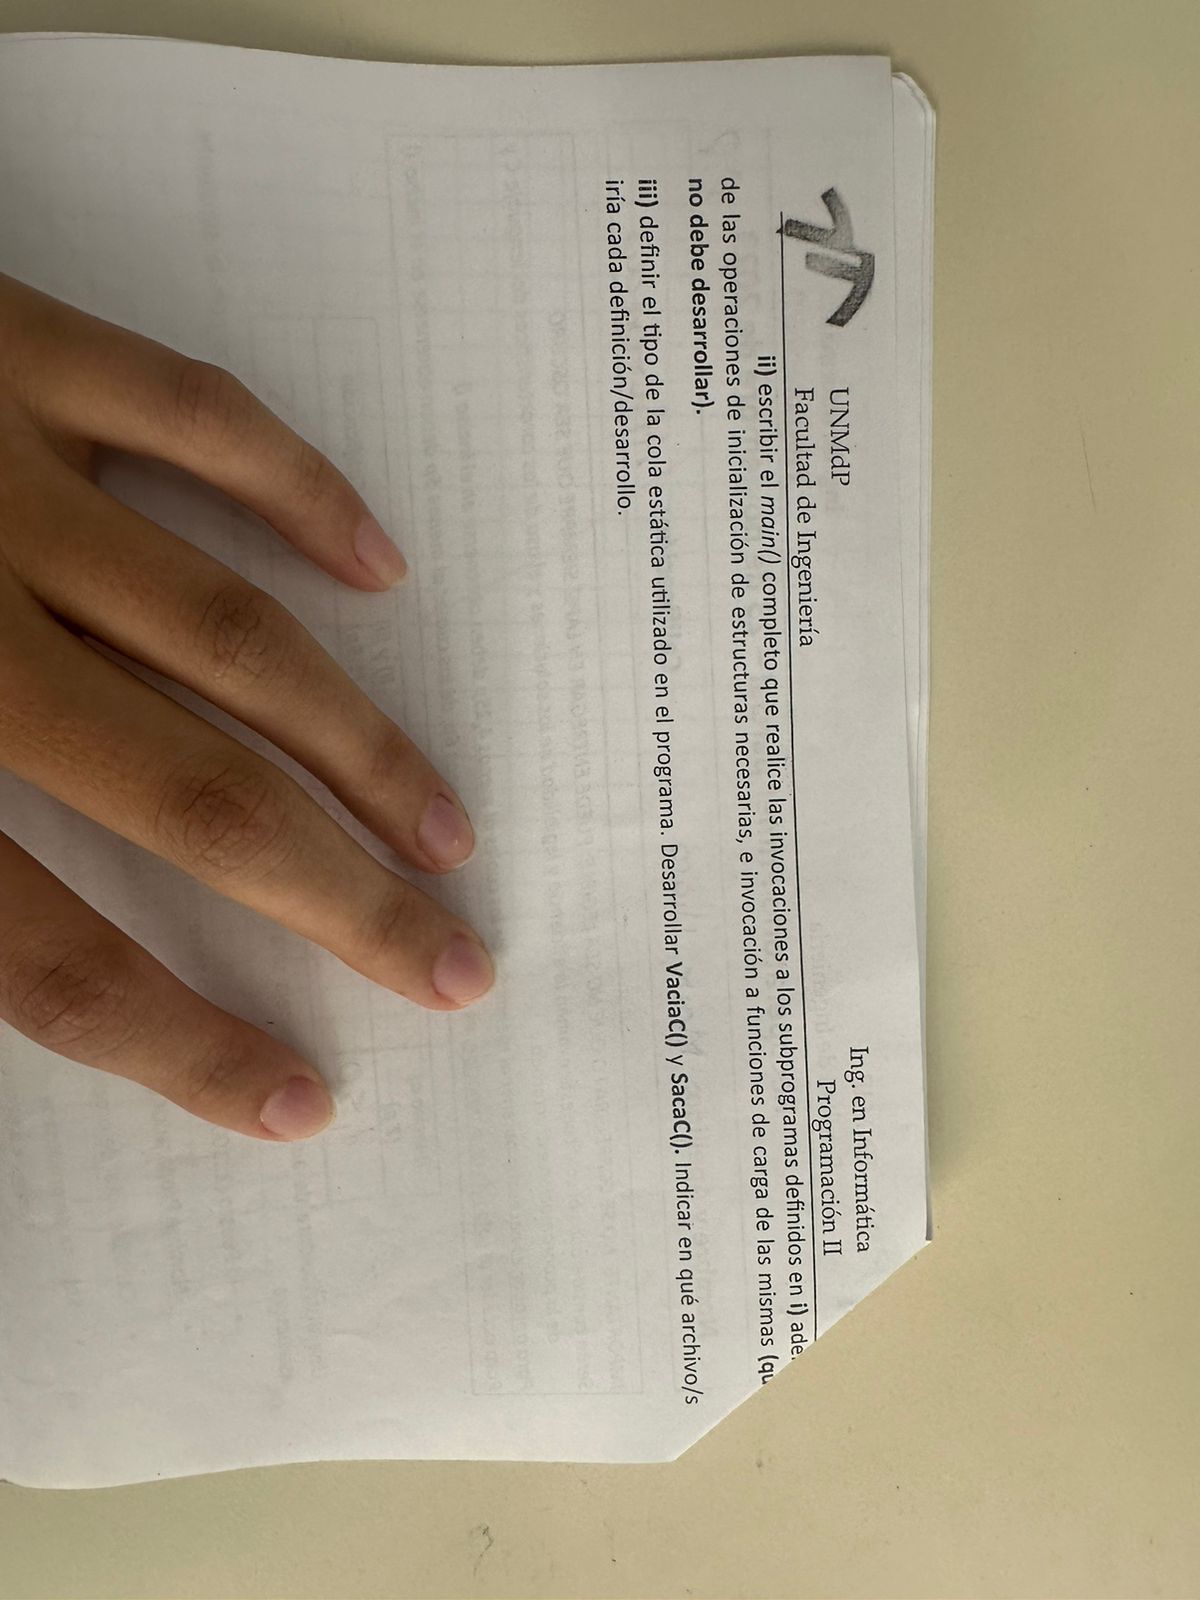 UNMdP
Facultad de Ingeniería
Ing. en Informática
Programación II
ii) escribir el main() completo que realice las invocaciones a los subprogramas definidos en i) ade
de las operaciones de inicialización de estructuras necesarias, e invocación a funciones de carga de las mismas (qu
no debe desarrollar).
iii) definir el tipo de la cola estática utilizado en el programa. Desarrollar VaciaC() y SacaC(). Indicar en qué archivo/s
iría cada definición/desarrollo.